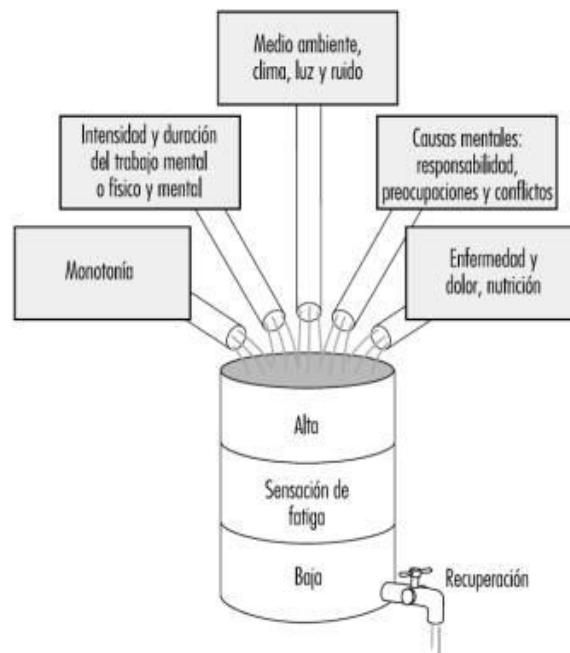 Medio ambiente,
clima, luz y ruido
Intensidad y duración
del trabajo mental
o físico y mental
Causas mentales:
responsabilidad,
preocupaciones y conflictos
Monotonía
Enfermedad y
dolor, nutrición
Alta
Sensación de
fatiga
Baja
Recuperación